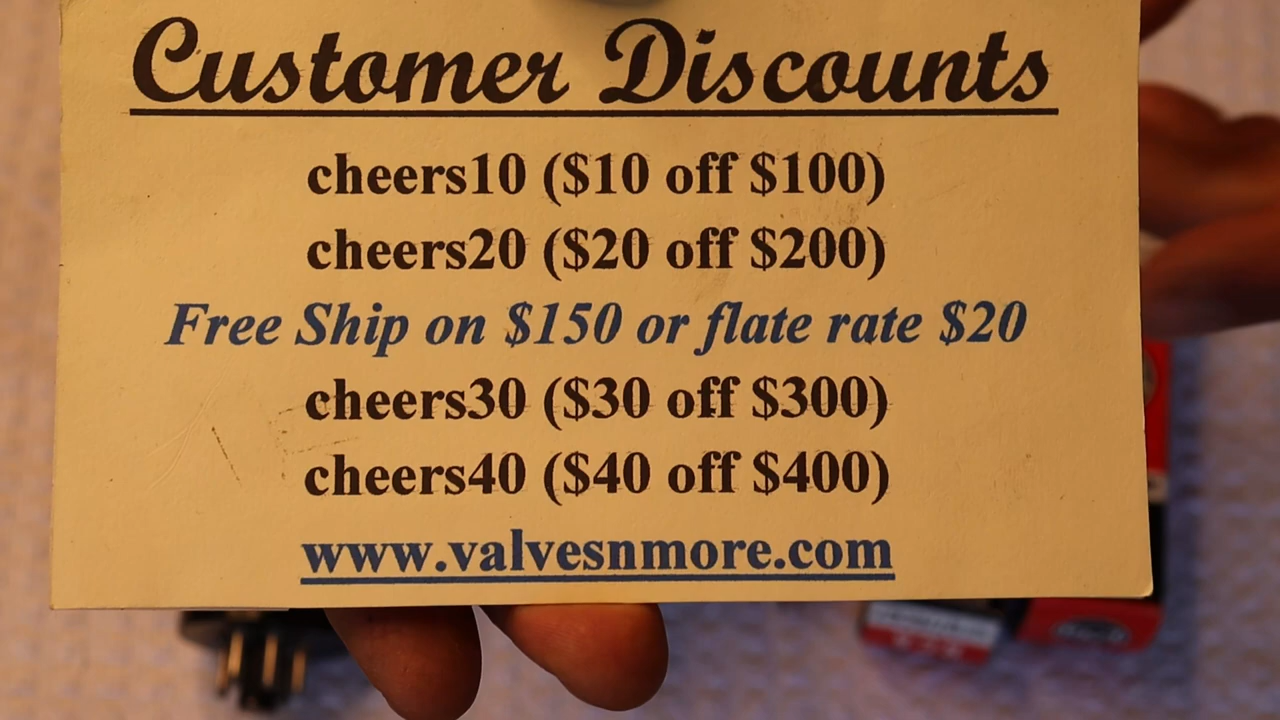 Customer Discounts
cheers10 ($10 off $100)
cheers20 ($20 off $200)
Free Ship on $150 or flate rate $20
cheers30 ($30 off $300)
cheers40 ($40 off $400)
www.valvesnmore.com